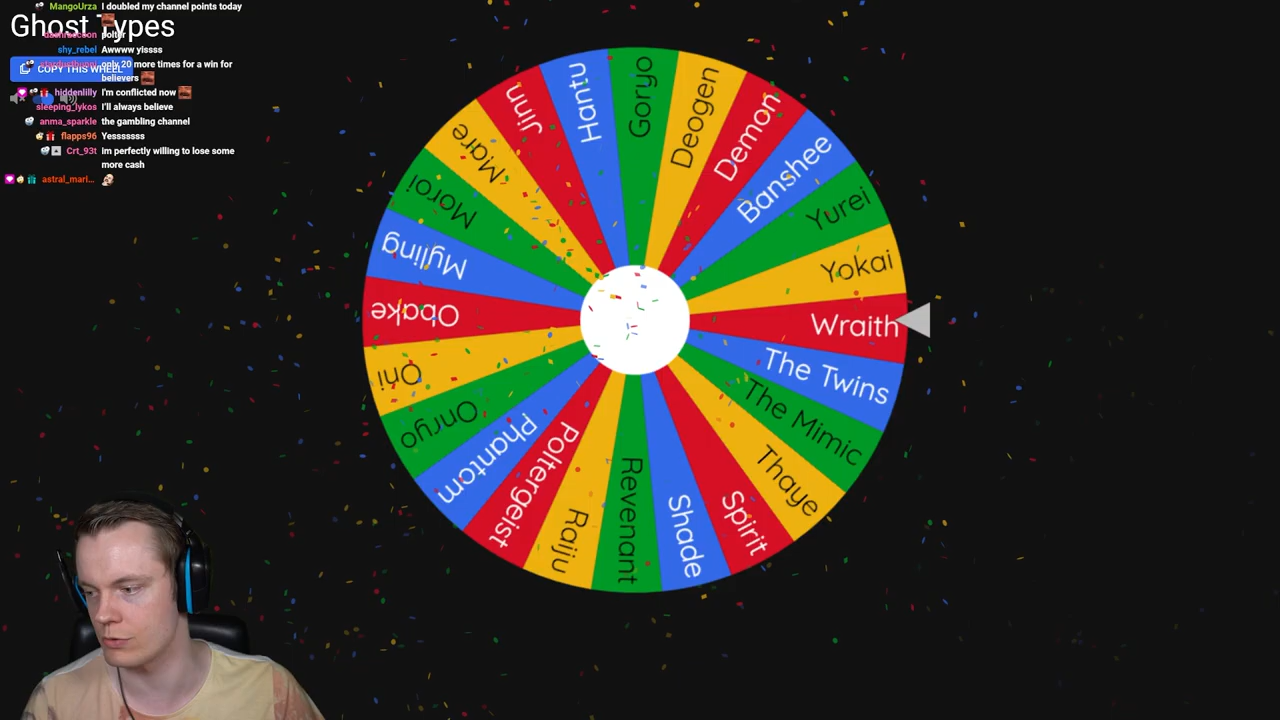 MangoUrza I doubled my channel points today
Ghost Types
polter
shy_rebel Awwww yissss
only 20 more times for a win for
believers
COPY THIS WHEEL
hiddenlilly I'm conflicted now
sleeping_lykos I'll always believe
anma_sparkle the gambling channel
flapps96 Yessssss
Crt_93t Im perfectly willing to lose some
more cash
astral_mari...
Goryo
Deogen
Demon
Banshee
Yurei
Yokai
Wraith
The Twins
The Mimic
Thaye
Spirit
Shade
Revenant
Raiju
Poltergeist
Phantom
Onryo
Oni
Obake
Myling
Moroi
Mare
Jinn
Hantu